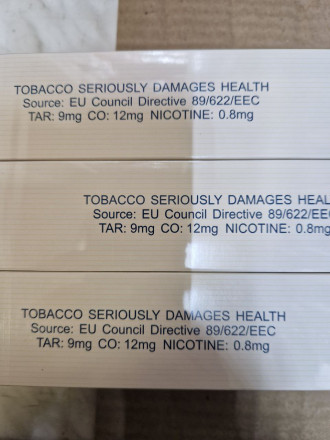 TOBACCO SERIOUSLY DAMAGES HEALTH
Source: EU Council Directive 89/622/EEC
TAR: 9mg CO: 12mg NICOTINE: 0.8mg
TOBACCO SERIOUSLY DAMAGES HEAL
Source: EU Council Directive 89/622/EEC
TAR: 9mg CO: 12mg NICOTINE: 0.8mg
TOBACCO SERIOUSLY DAMAGES HEALTH
Source: EU Council Directive 89/622/EEC
TAR: 9mg CO: 12mg NICOTINE: 0.8mg